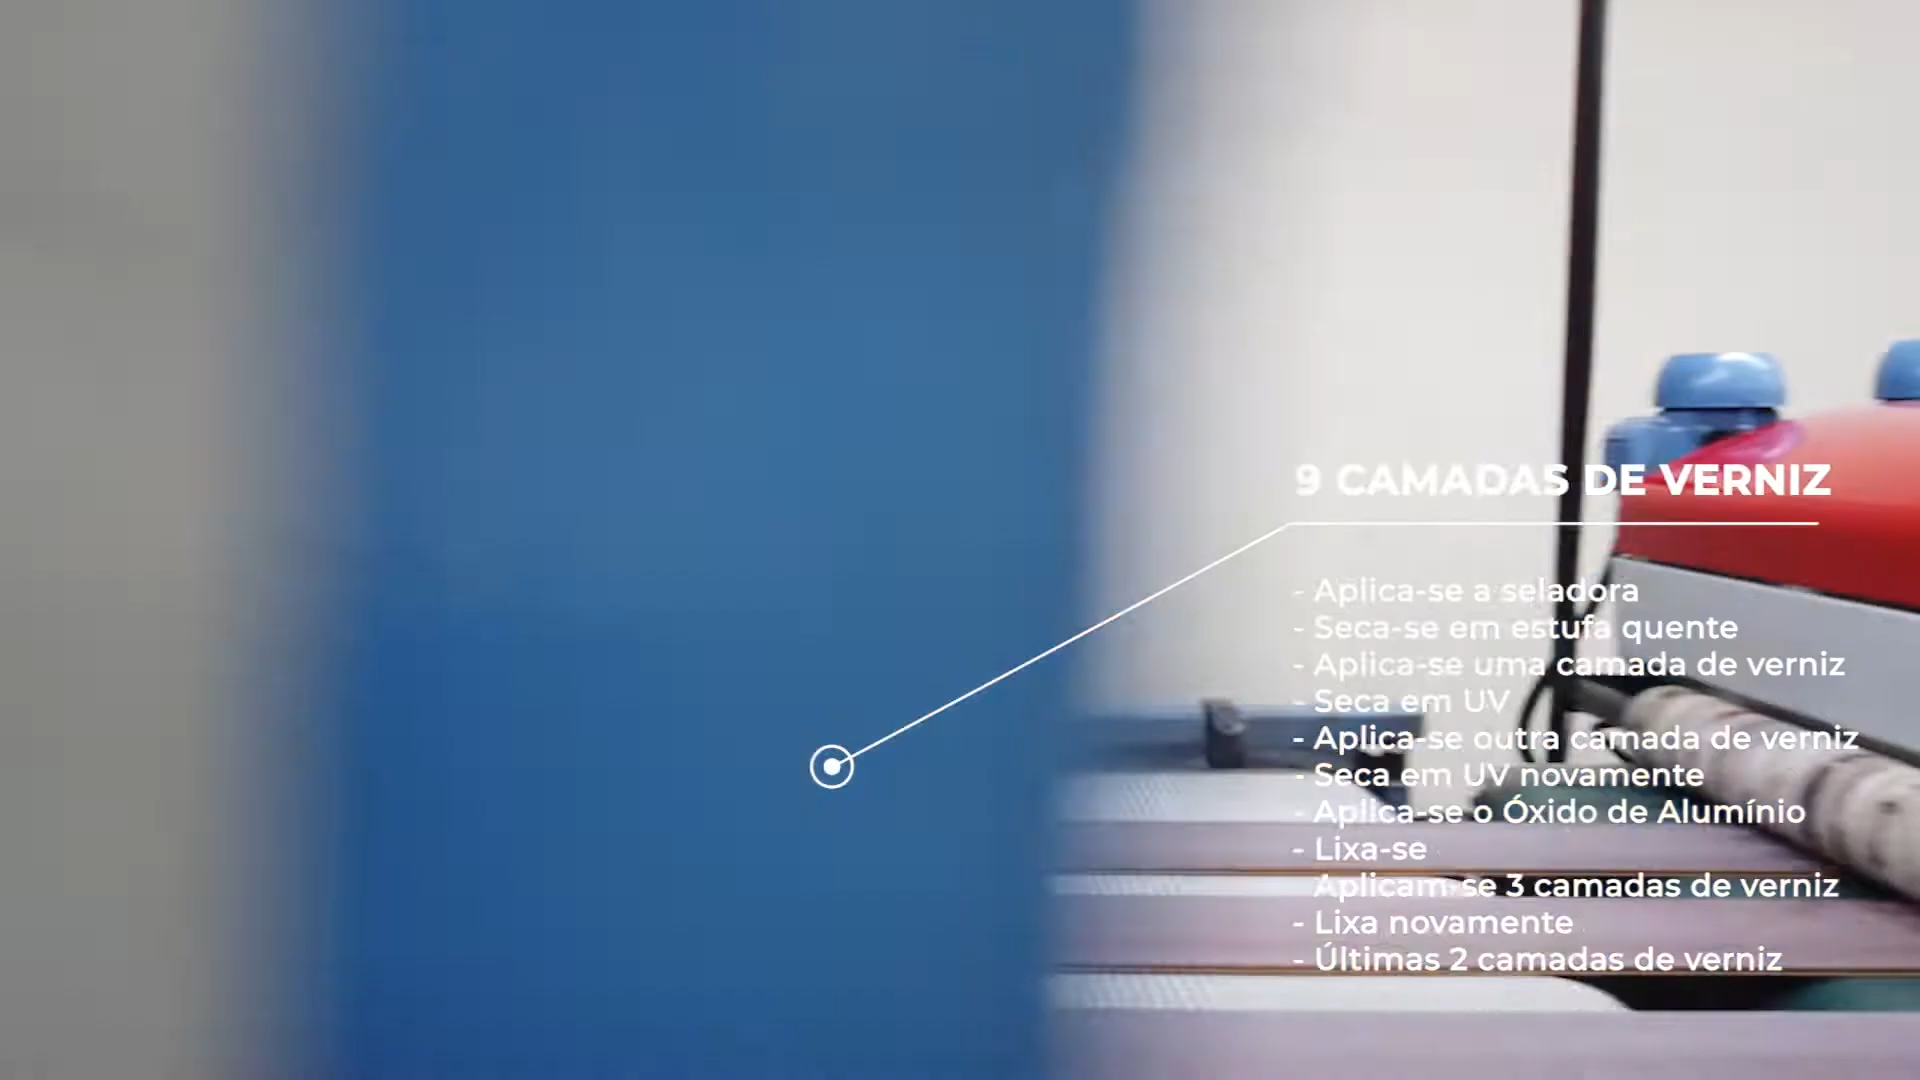 9 CAMADAS DE VERNIZ
- Aplica-se a seladora
- Seca-se em estufa quente
- Aplica-se uma camada de verniz
- Seca em UV
- Aplica-se outra camada de verniz
- Seca em UV novamente
- Aplica-se o Óxido de Alumínio
- Lixa-se
Aplicam-se 3 camadas de verniz
- Lixa novamente
- Últimas 2 camadas de verniz